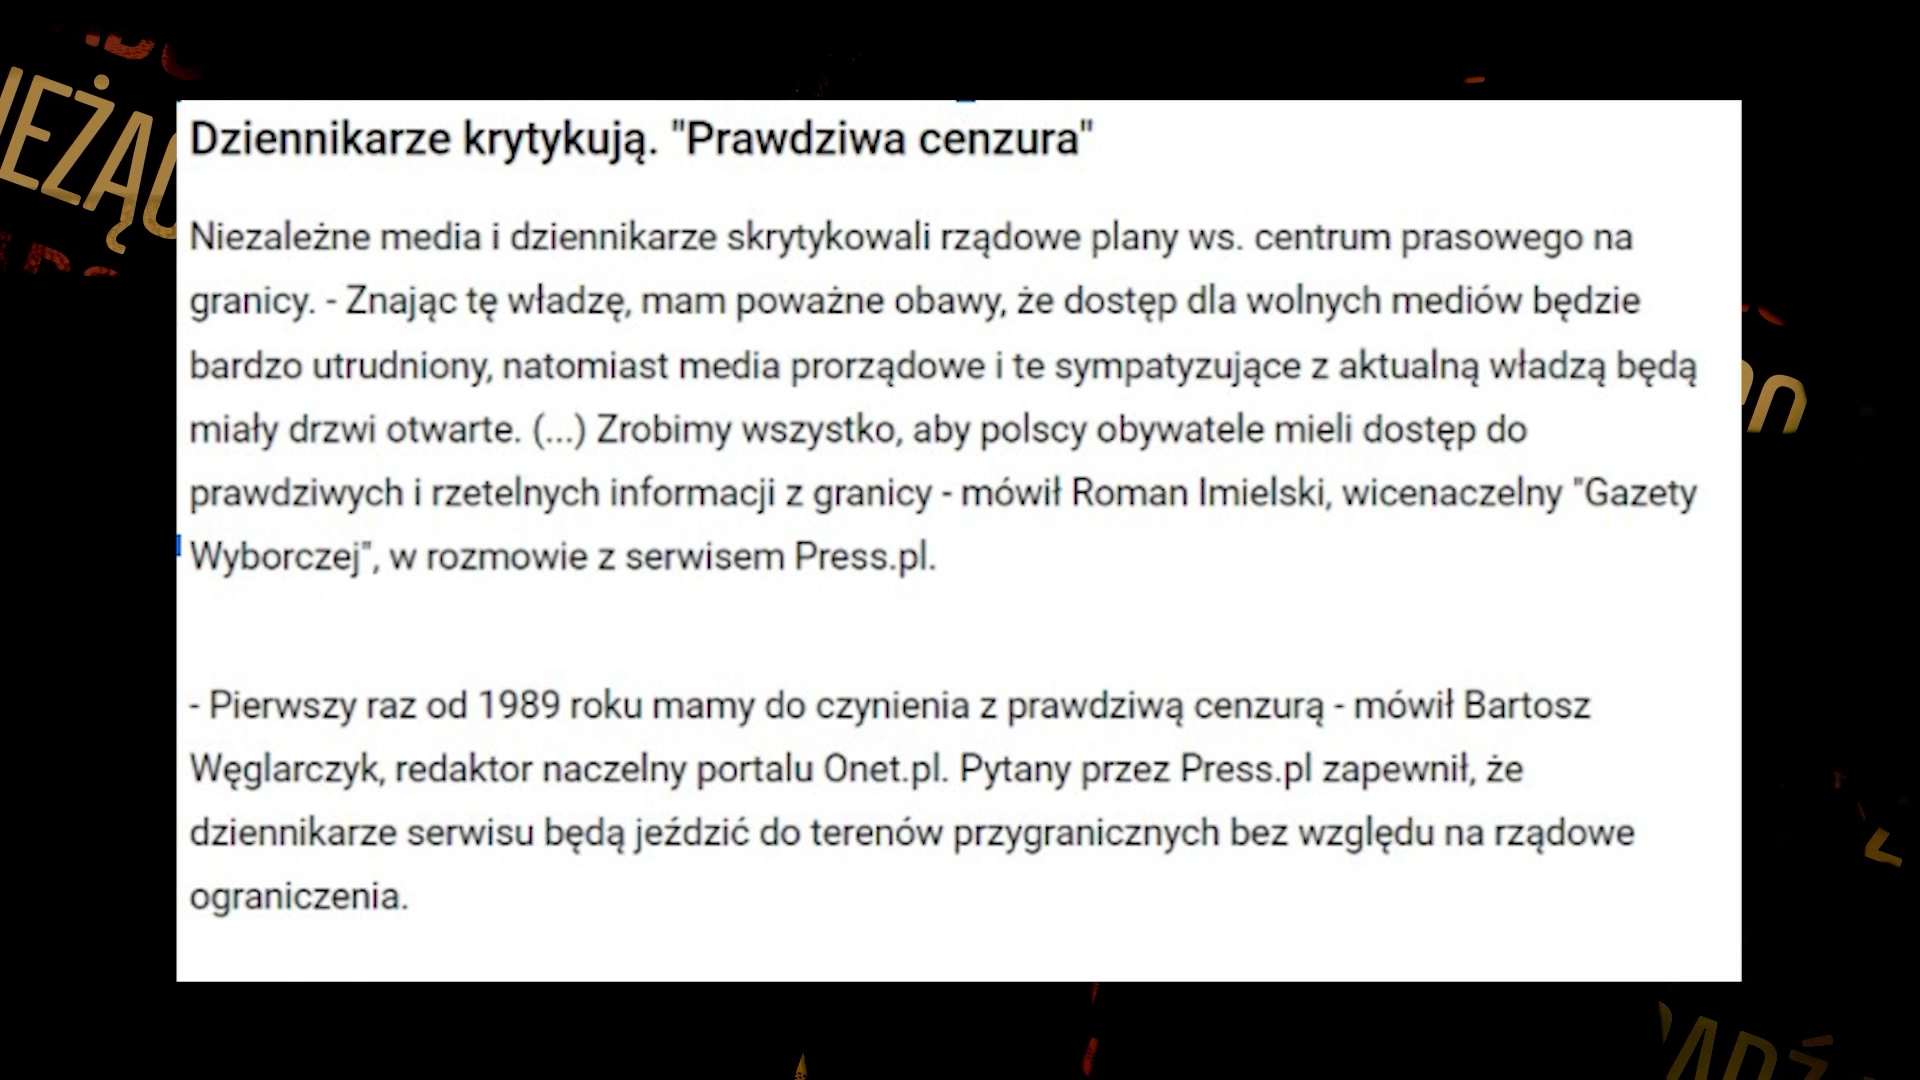 Dziennikarze krytykują. "Prawdziwa cenzura"
Niezależne media i dziennikarze skrytykowali rządowe plany ws. centrum prasowego na
granicy. - Znając tę władzę, mam poważne obawy, że dostęp dla wolnych mediów będzie
bardzo utrudniony, natomiast media prorządowe i te sympatyzujące z aktualną władzą będą
miały drzwi otwarte. (...) Zrobimy wszystko, aby polscy obywatele mieli dostęp do
prawdziwych i rzetelnych informacji z granicy - mówił Roman Imielski, wicenaczelny "Gazety
Wyborczej", w rozmowie z serwisem Press.pl.
- Pierwszy raz od 1989 roku mamy do czynienia z prawdziwą cenzurą - mówił Bartosz
Węglarczyk, redaktor naczelny portalu Onet.pl. Pytany przez Press.pl zapewnił, że
dziennikarze serwisu będą jeździć do terenów przygranicznych bez względu na rządowe
ograniczenia.